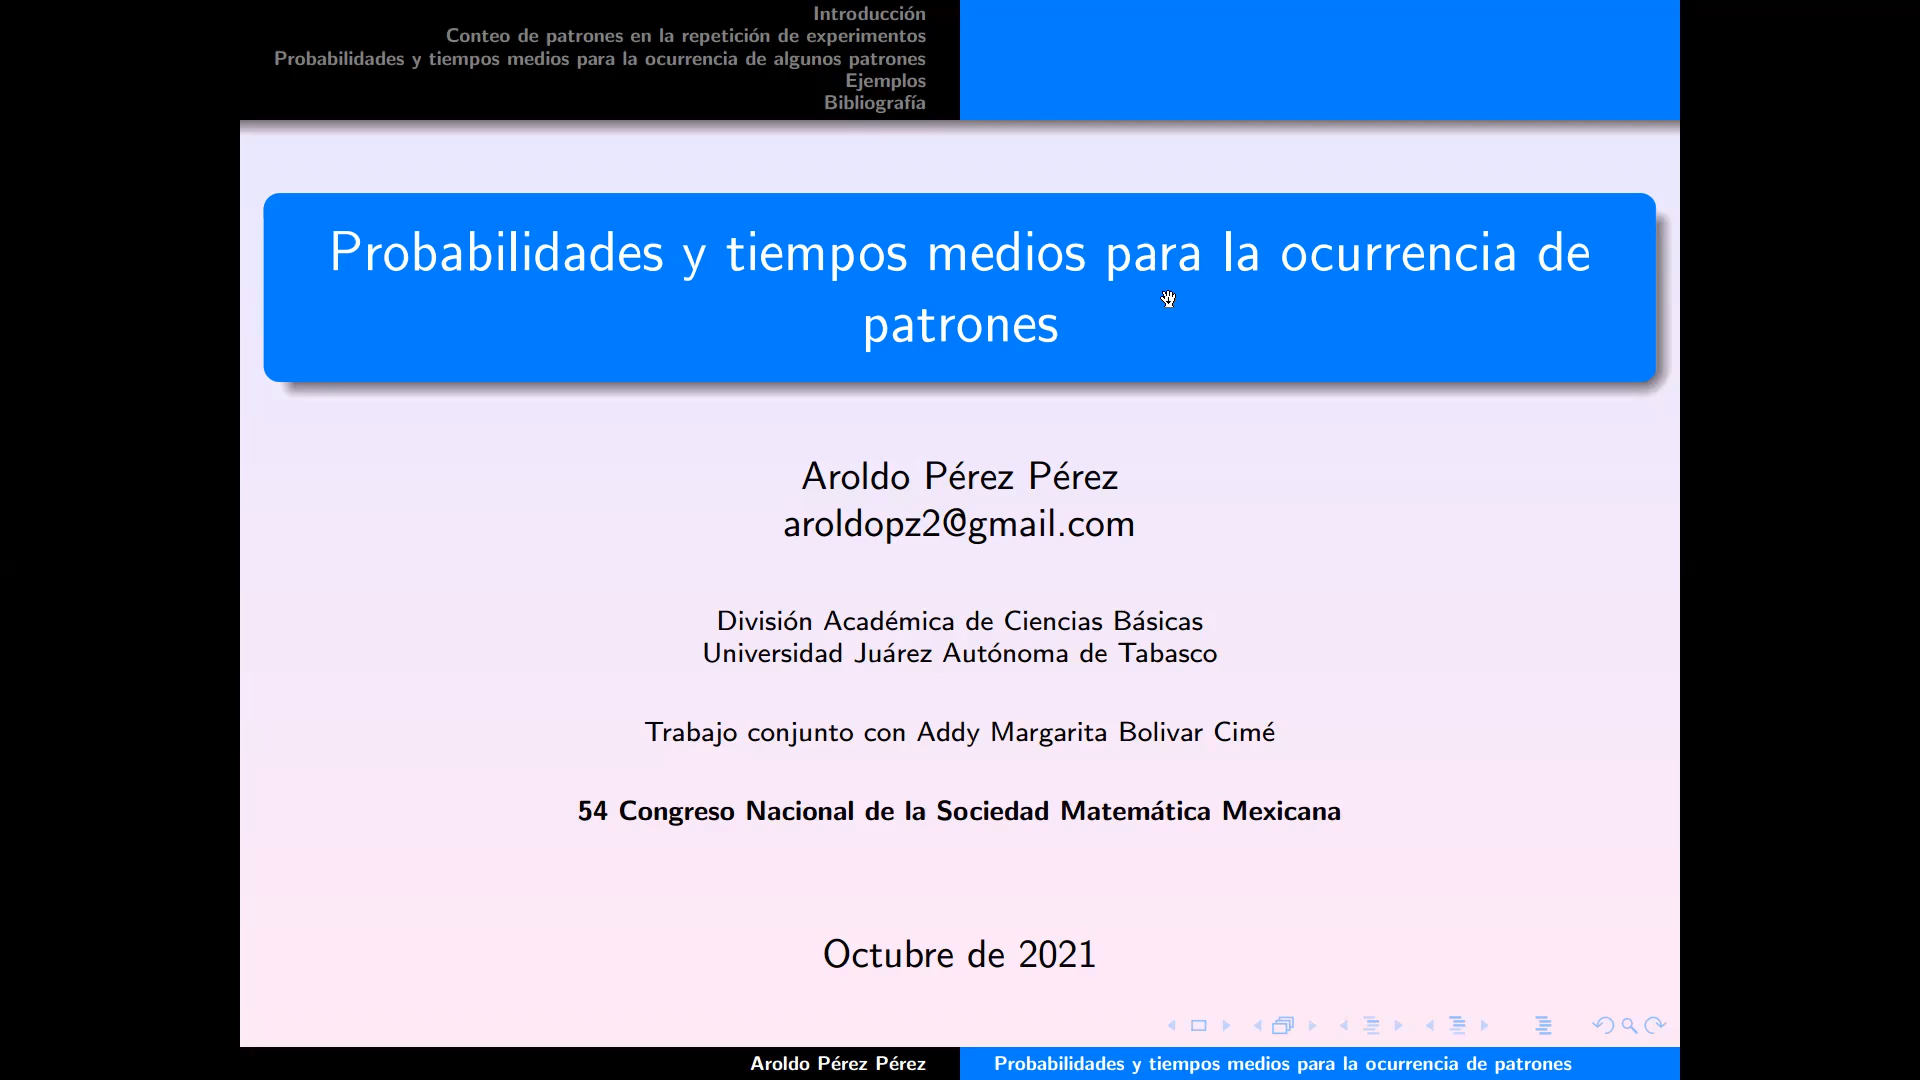 Introducción
Conteo de patrones en la repetición de experimentos
Probabilidades y tiempos medios para la ocurrencia de algunos patrones
Ejemplos
Bibliografía
Probabilidades y tiempos medios para la ocurrencia de
patrones
Aroldo Pérez Pérez
aroldopz2@gmail.com
División Académica de Ciencias Básicas
Universidad Juárez Autónoma de Tabasco
Trabajo conjunto con Addy Margarita Bolivar Cimé
54 Congreso Nacional de la Sociedad Matemática Mexicana
Octubre de 2021
Aroldo Pérez Pérez
Probabilidades y tiempos medios para la ocurrencia de patrones